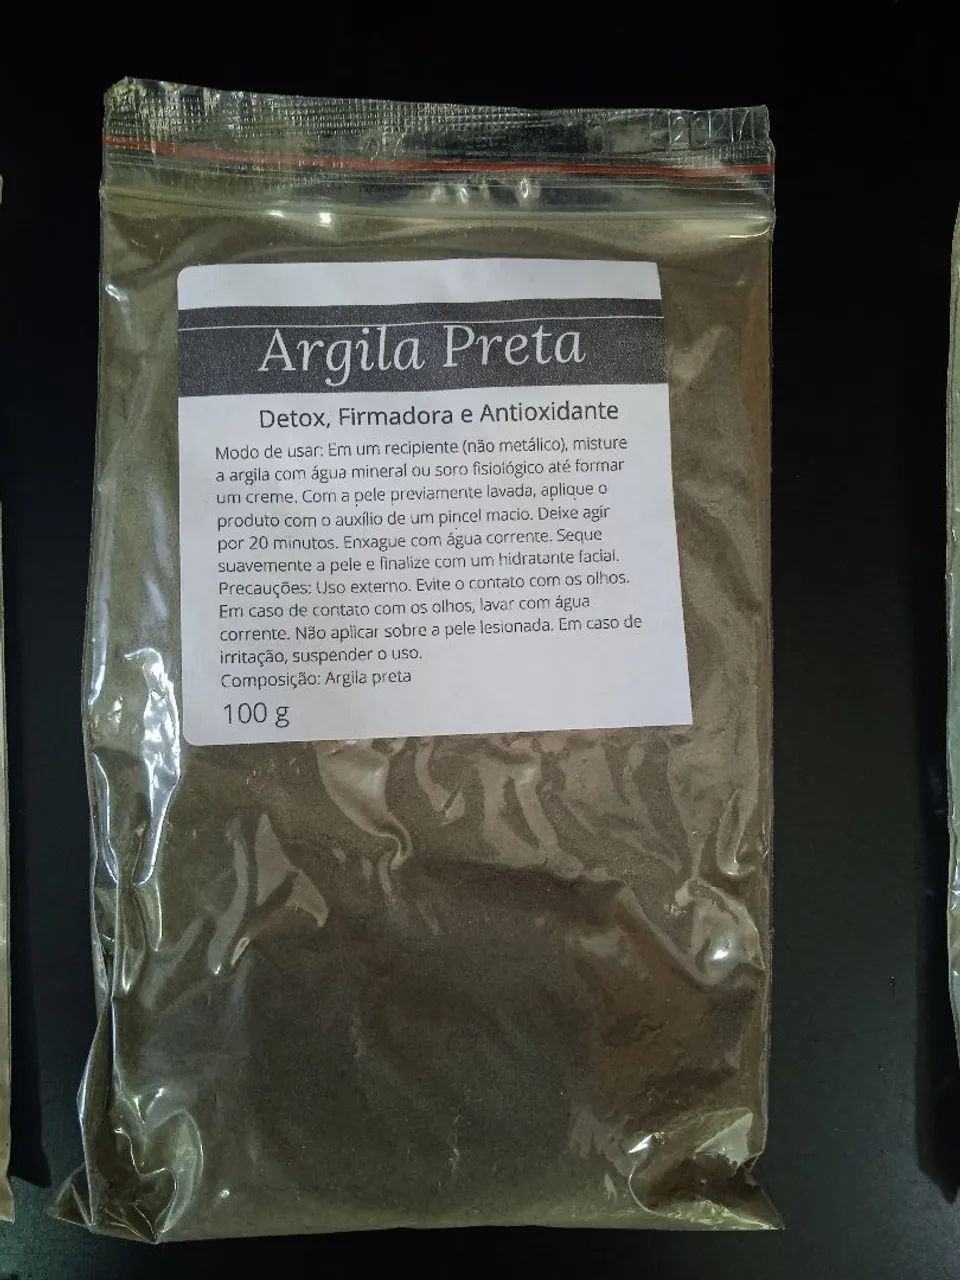 Argila Preta
Detox, Firmadora e Antioxidante
Modo de usar: Em um recipiente (não metálico), misture
a argila com água mineral ou soro fisiológico até formar
um creme. Com a pele previamente lavada, aplique o
produto com o auxílio de um pincel macio. Deixe agir
por 20 minutos. Enxague com água corrente. Seque
suavemente a pele e finalize com um hidratante facial.
Precauções: Uso externo. Evite o contato com os olhos.
Em caso de contato com os olhos, lavar com água
corrente. Não aplicar sobre a pele lesionada. Em caso de
irritação, suspender o uso.
Composição: Argila preta
100 g